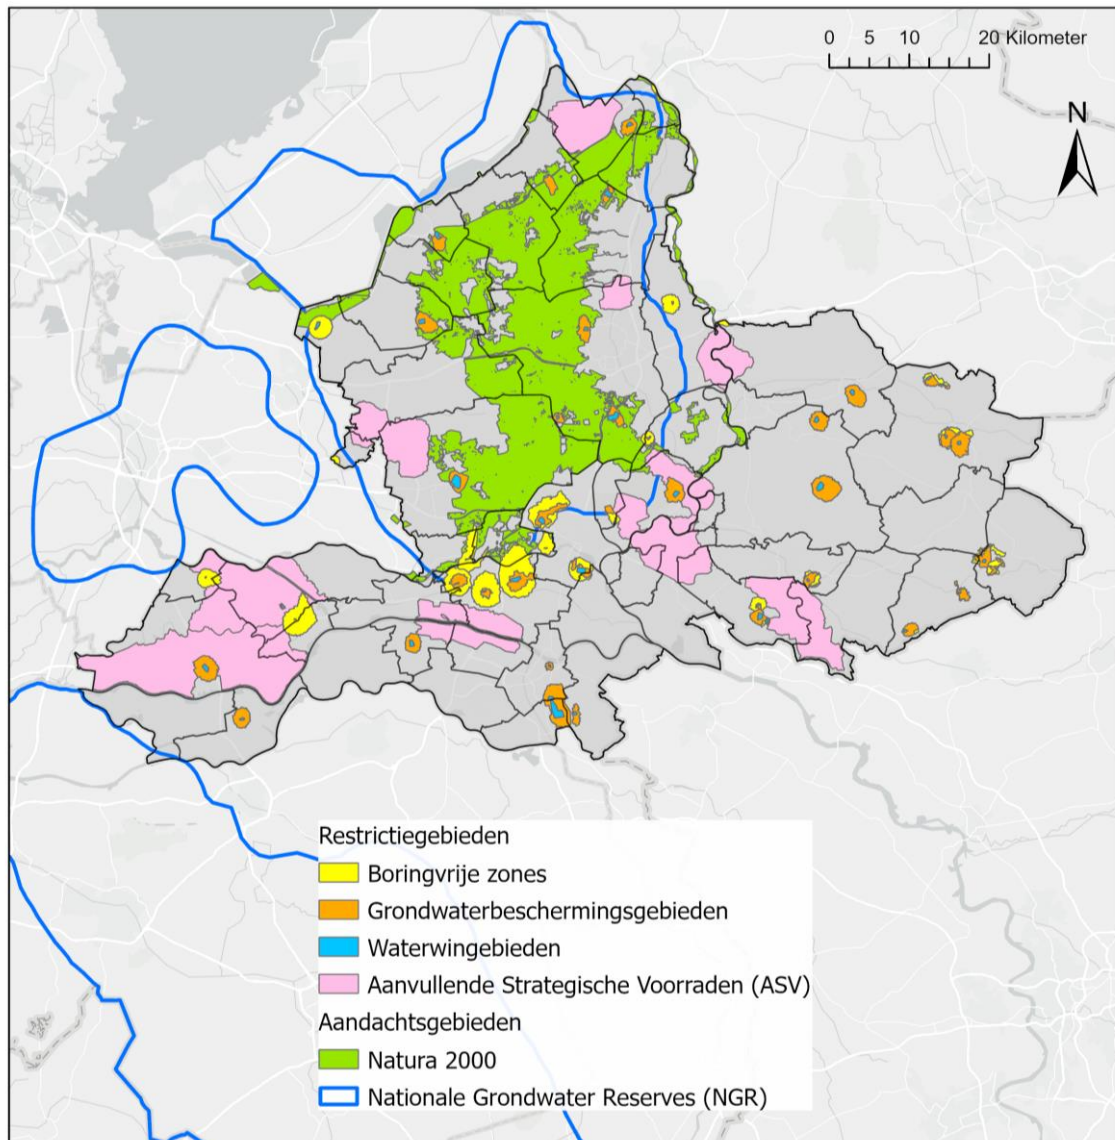 0 5 10 20 Kilometer
N
Restrictiegebieden
Boringvrije zones
Grondwaterbeschermingsgebieden
Waterwingebieden
Aanvullende Strategische Voorraden (ASV)
Aandachtsgebieden
Natura 2000
Nationale Grondwater Reserves (NGR)